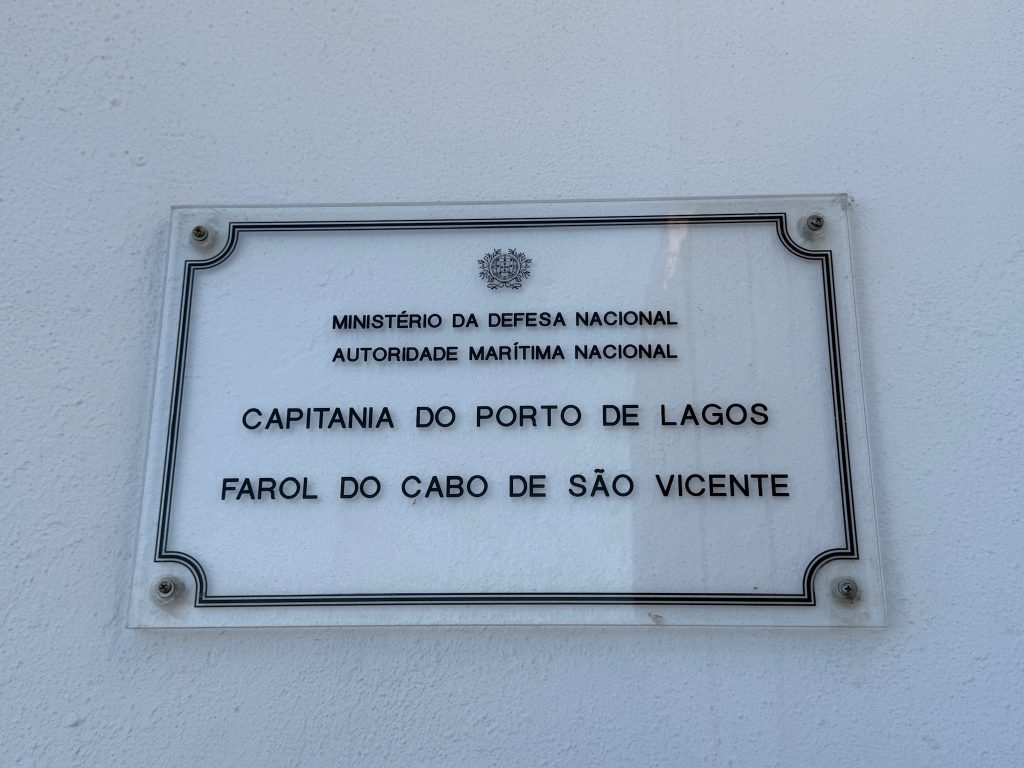 MINISTÉRIO DA DEFESA NACIONAL
AUTORIDADE MARÍTIMA NACIONAL
CAPITANIA DO PORTO DE LAGOS
FAROL DO CABO DE SÃO VICENTE